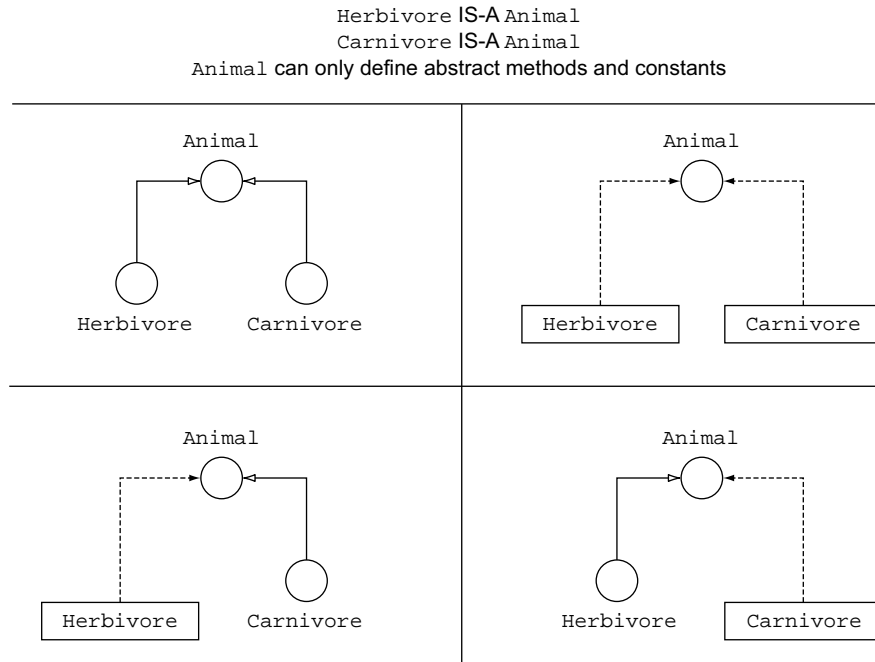 Herbivore IS-A Animal
Carnivore IS-A Animal
Animal can only define abstract methods and constants
Animal
Herbivore
Carnivore
Animal
Herbivore
Carnivore
Animal
Herbivore
Carnivore
Animal
Herbivore
Carnivore